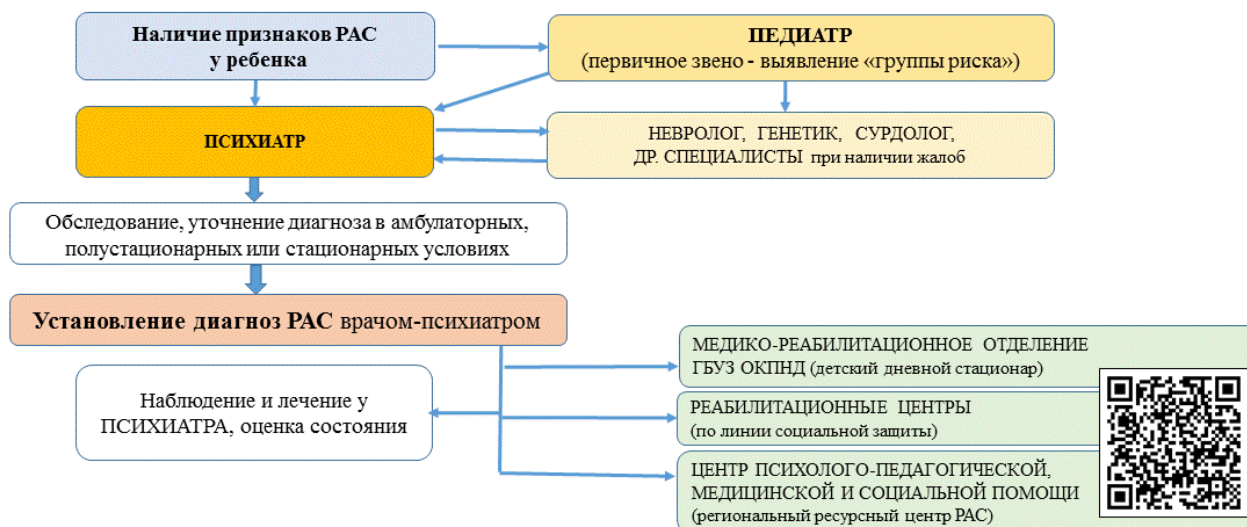 Наличие признаков РАС
у ребенка
ПЕДИАТР
(первичное звено - выявление «группы риска»)
ПСИХИАТР
НЕВРОЛОГ, ГЕНЕТИК, СУРДОЛОГ,
ДР. СПЕЦИАЛИСТЫ при наличии жалоб
Обследование, уточнение диагноза в амбулаторных,
полустационарных или стационарных условиях
Установление диагноз РАС врачом-психиатром
Наблюдение и лечение у
ПСИХИАТРА, оценка состояния
МЕДИКО-РЕАБИЛИТАЦИОННОЕ ОТДЕЛЕНИЕ
ГБУЗ ОКПНД (детский дневной стационар)
РЕАБИЛИТАЦИОННЫЕ ЦЕНТРЫ
(по линии социальной защиты)
ЦЕНТР ПСИХОЛОГО-ПЕДАГОГИЧЕСКОЙ,
МЕДИЦИНСКОЙ И СОЦИАЛЬНОЙ ПОМОЩИ
(региональный ресурсный центр РАС)